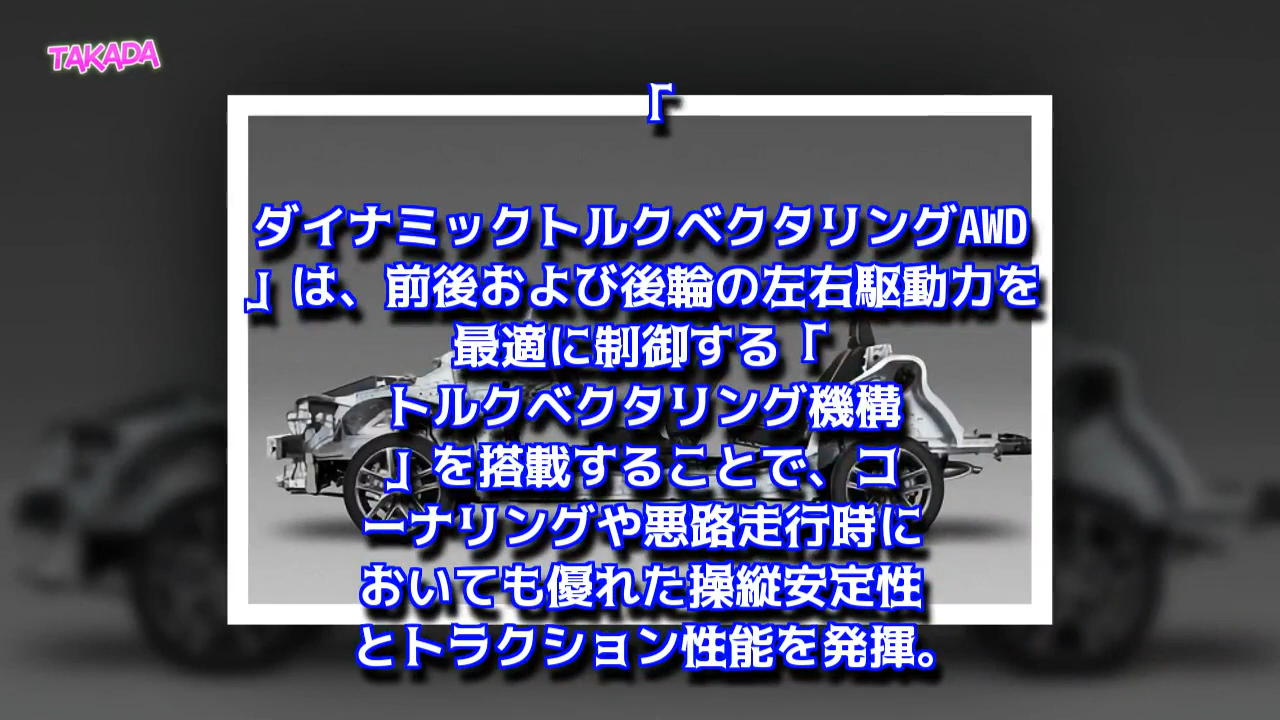 TAKADA
『
ダイナミックトルクベクタリングAWD
』は、前後および後輪の左右駆動力を
最適に制御する『
トルクベクタリング機構
』を搭載することで、コ
ーナリングや悪路走行時に
おいても優れた操縦安定性
とトラクション性能を発揮。